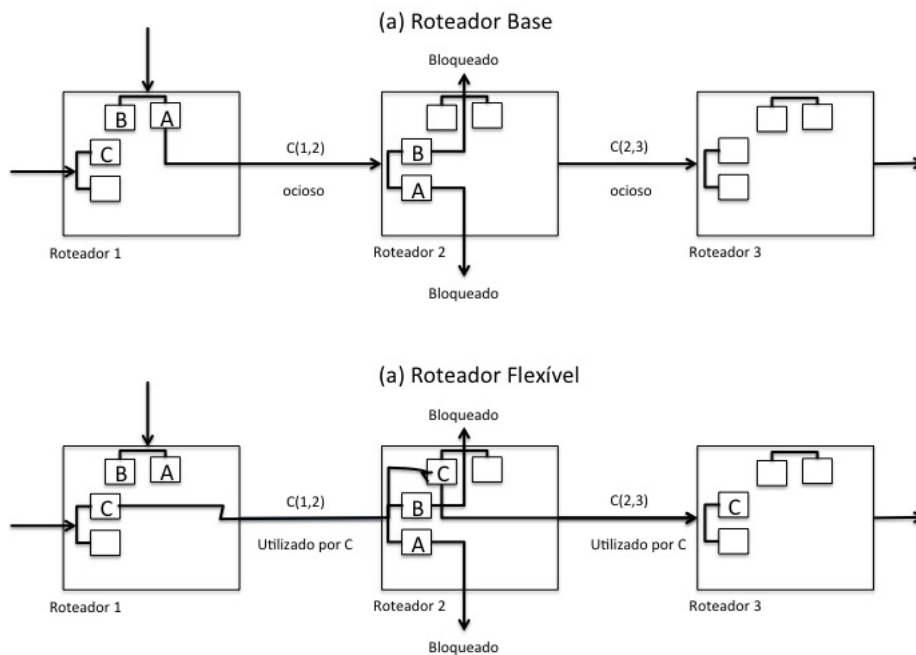 (a) Roteador Base
Bloqueado
B
A
C
C(1,2)
ocioso
B
A
C(2,3)
ocioso
Roteador 1
Roteador 2
Roteador 3
Bloqueado
(a) Roteador Flexível
Bloqueado
B
A
C
C
C(1,2)
Utilizado por C
B
A
C(2,3)
Utilizado por C
C
Roteador 1
Roteador 2
Roteador 3
Bloqueado